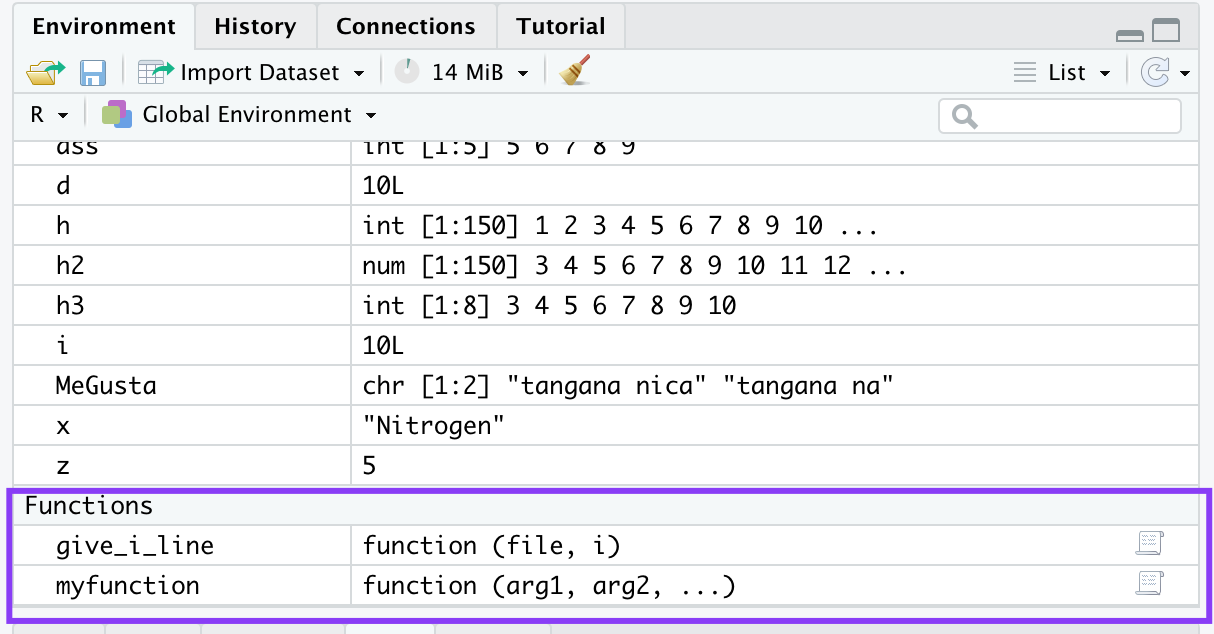 Environment History Connections Tutorial
Import Dataset 14 MiB List
R Global Environment
ass int [1:5] 5 6 7 8 9
d 10L
h int [1:150] 1 2 3 4 5 6 7 8 9 10 ...
h2 num [1:150] 3 4 5 6 7 8 9 10 11 12 ...
h3 int [1:8] 3 4 5 6 7 8 9 10
i 10L
MeGusta chr [1:2] "tangana nica" "tangana na"
x "Nitrogen"
z 5
Functions
give_i_line function (file, i)
myfunction function (arg1, arg2, ...)